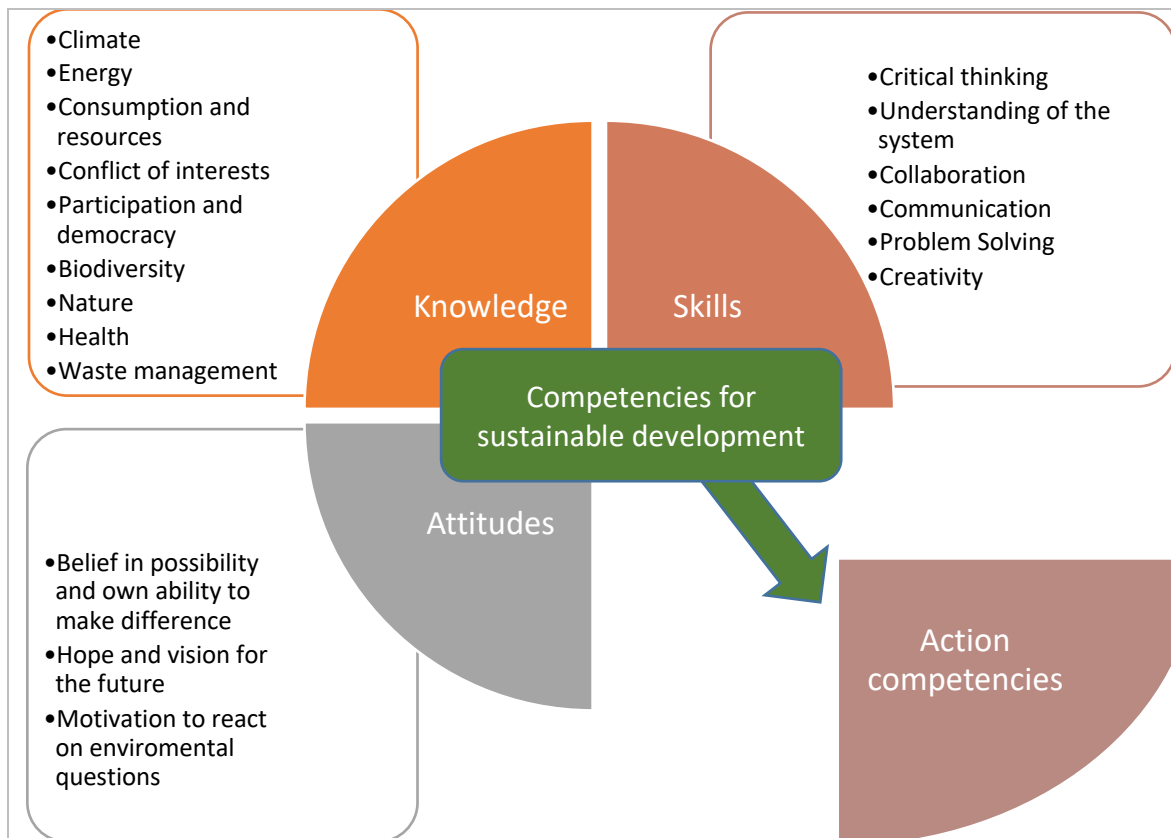 •Climate
•Energy
•Consumption and
resources
•Conflict of interests
•Participation and
democracy
•Biodiversity
•Nature
•Health
•Waste management
•Critical thinking
•Understanding of the
system
•Collaboration
•Communication
•Problem Solving
•Creativity
Knowledge
Skills
Competencies for
sustainable development
Attitudes
•Belief in possibility
and own ability to
make difference
•Hope and vision for
the future
•Motivation to react
on enviromental
questions
Action
competencies